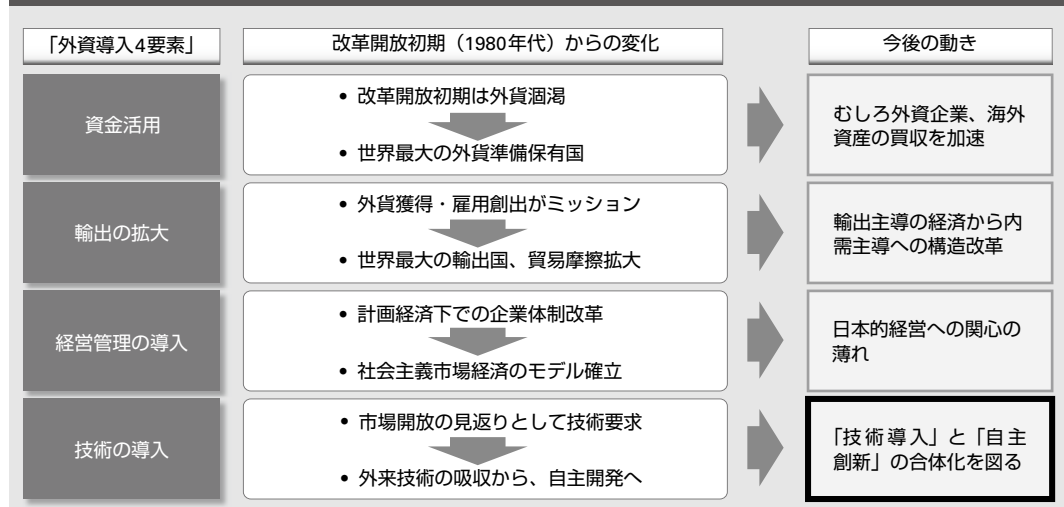 「外資導入4要素」
改革開放初期（1980年代）からの変化
今後の動き
資金活用
• 改革開放初期は外貨涸渇
• 世界最大の外貨準備保有国
むしろ外資企業、海外
資産の買収を加速
輸出の拡大
• 外貨獲得・雇用創出がミッション
• 世界最大の輸出国、貿易摩擦拡大
輸出主導の経済から内
需主導への構造改革
経営管理の導入
• 計画経済下での企業体制改革
• 社会主義市場経済のモデル確立
日本的経営への関心の
薄れ
技術の導入
• 市場開放の見返りとして技術要求
• 外来技術の吸収から、自主開発へ
「技術導入」と「自主
創新」の合体化を図る